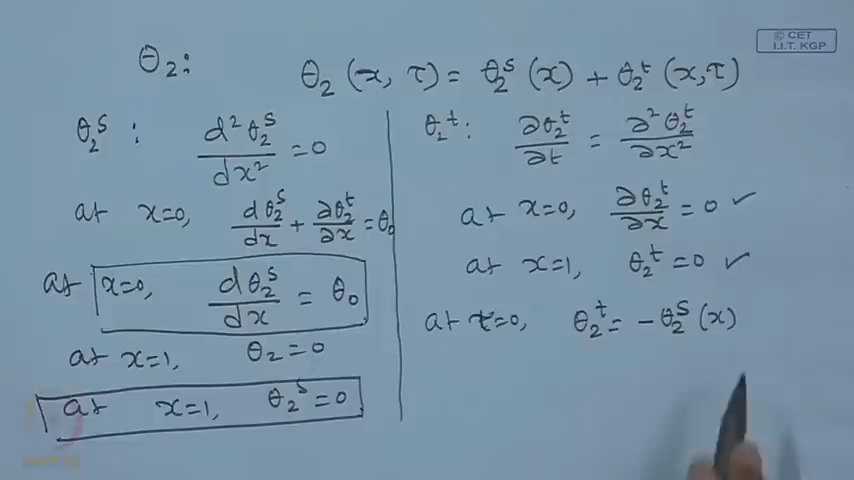 © CET
I.I.T. KGP
θ₂: θ₂ (x, τ) = θ₂ˢ (x) + θ₂ᵗ (x, τ)
θ₂ˢ : d²θ₂ˢ/dx² = 0
at x=0, dθ₂ˢ/dx + ∂θ₂ᵗ/∂x = θ₀
at x=0, dθ₂ˢ/dx = θ₀
at x=1, θ₂ = 0
at x=1, θ₂ˢ = 0
θ₂ᵗ: ∂θ₂ᵗ/∂t = ∂²θ₂ᵗ/∂x²
at x=0, ∂θ₂ᵗ/∂x = 0 ✓
at x=1, θ₂ᵗ = 0 ✓
at τ=0, θ₂ᵗ = -θ₂ˢ (x)